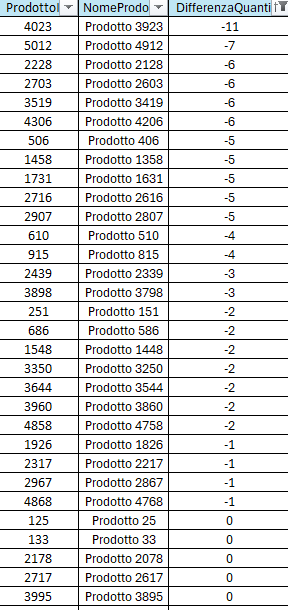 ProdottoI NomeProdo DifferenzaQuanti
4023 Prodotto 3923 -11
5012 Prodotto 4912 -7
2228 Prodotto 2128 -6
2703 Prodotto 2603 -6
3519 Prodotto 3419 -6
4306 Prodotto 4206 -6
506 Prodotto 406 -5
1458 Prodotto 1358 -5
1731 Prodotto 1631 -5
2716 Prodotto 2616 -5
2907 Prodotto 2807 -5
610 Prodotto 510 -4
915 Prodotto 815 -4
2439 Prodotto 2339 -3
3898 Prodotto 3798 -3
251 Prodotto 151 -2
686 Prodotto 586 -2
1548 Prodotto 1448 -2
3350 Prodotto 3250 -2
3644 Prodotto 3544 -2
3960 Prodotto 3860 -2
4858 Prodotto 4758 -2
1926 Prodotto 1826 -1
2317 Prodotto 2217 -1
2967 Prodotto 2867 -1
4868 Prodotto 4768 -1
125 Prodotto 25 0
133 Prodotto 33 0
2178 Prodotto 2078 0
2717 Prodotto 2617 0
3995 Prodotto 3895 0